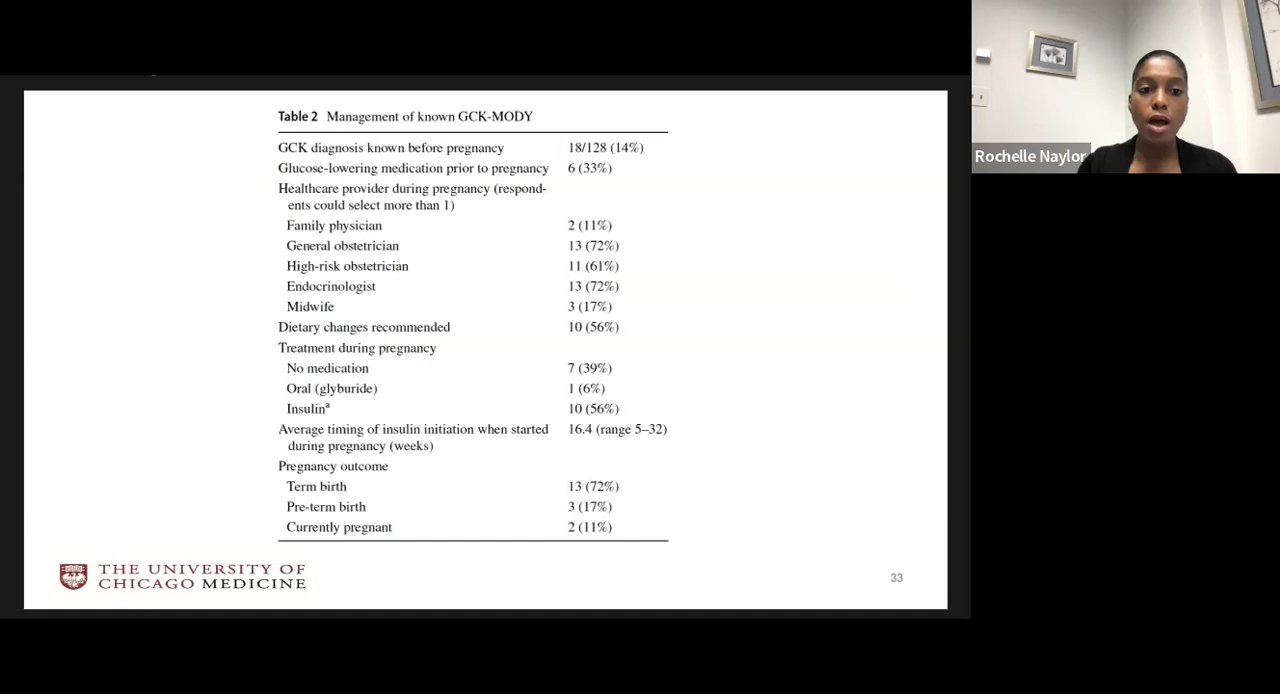 Table 2 Management of known GCK-MODY
GCK diagnosis known before pregnancy 18/128 (14%)
Glucose-lowering medication prior to pregnancy 6 (33%)
Healthcare provider during pregnancy (respond-
ents could select more than 1)
Family physician 2 (11%)
General obstetrician 13 (72%)
High-risk obstetrician 11 (61%)
Endocrinologist 13 (72%)
Midwife 3 (17%)
Dietary changes recommended 10 (56%)
Treatment during pregnancy
No medication 7 (39%)
Oral (glyburide) 1 (6%)
Insulinᵃ 10 (56%)
Average timing of insulin initiation when started 16.4 (range 5–32)
during pregnancy (weeks)
Pregnancy outcome
Term birth 13 (72%)
Pre-term birth 3 (17%)
Currently pregnant 2 (11%)
THE UNIVERSITY OF
CHICAGO MEDICINE
33
Rochelle Naylor